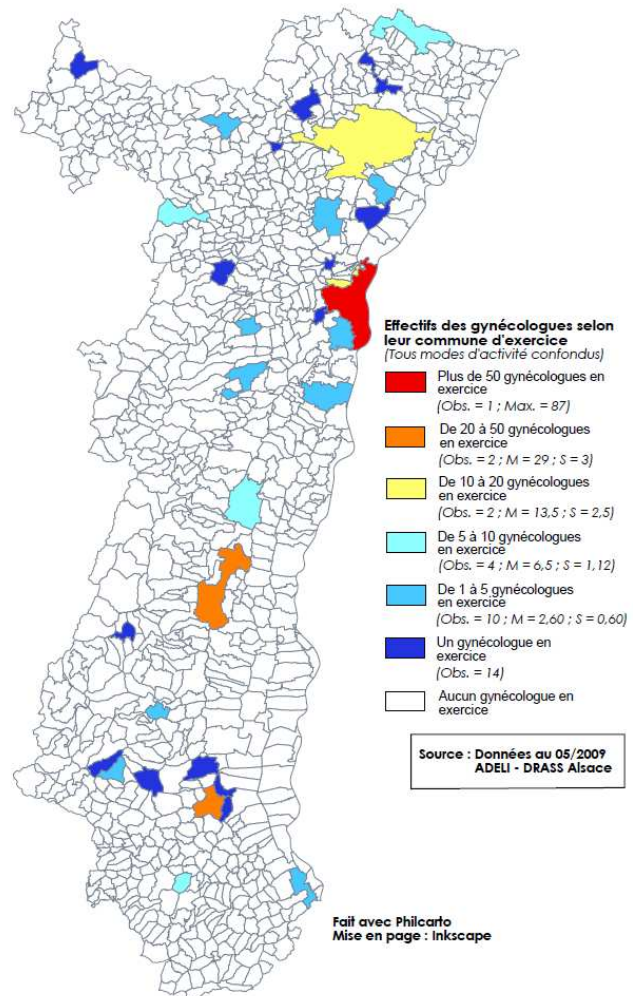 Effectifs des gynécologues selon
leur commune d'exercice
(Tous modes d'activité confondus)
Plus de 50 gynécologues en
exercice
(Obs. = 1 ; Max. = 87)
De 20 à 50 gynécologues
en exercice
(Obs. = 2 ; M = 29 ; S = 3)
De 10 à 20 gynécologues
en exercice
(Obs. = 2 ; M = 13,5 ; S = 2,5)
De 5 à 10 gynécologues
en exercice
(Obs. = 4 ; M = 6,5 ; S = 1,12)
De 1 à 5 gynécologues
en exercice
(Obs. = 10 ; M = 2,60 ; S = 0,60)
Un gynécologue en
exercice
(Obs. = 14)
Aucun gynécologue en
exercice
Source : Données au 05/2009
ADELI - DRASS Alsace
Fait avec Philcarto
Mise en page : Inkscape